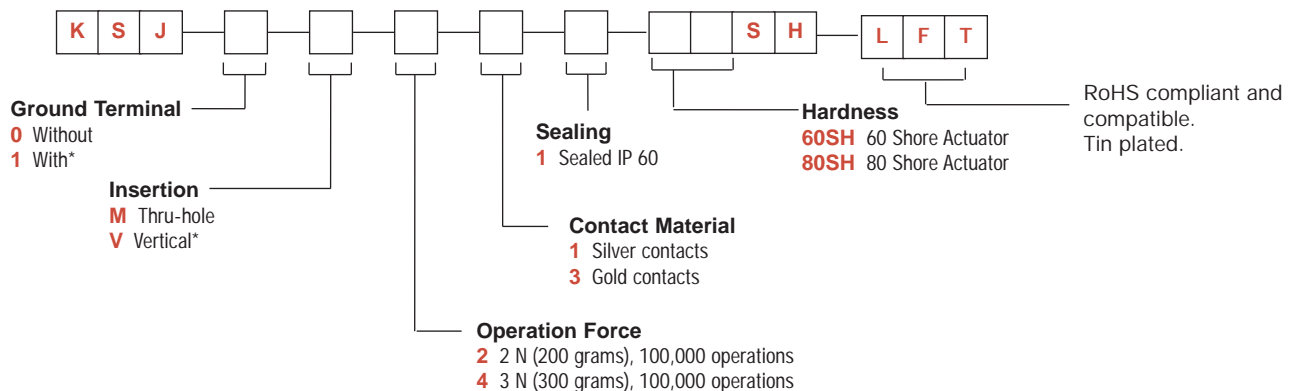 K S J S H L F T
Ground Terminal
0 Without
1 With*
Insertion
M Thru-hole
V Vertical*
Operation Force
2 2 N (200 grams), 100,000 operations
4 3 N (300 grams), 100,000 operations
Contact Material
1 Silver contacts
3 Gold contacts
Sealing
1 Sealed IP 60
Hardness
60SH 60 Shore Actuator
80SH 80 Shore Actuator
RoHS compliant and
compatible.
Tin plated.